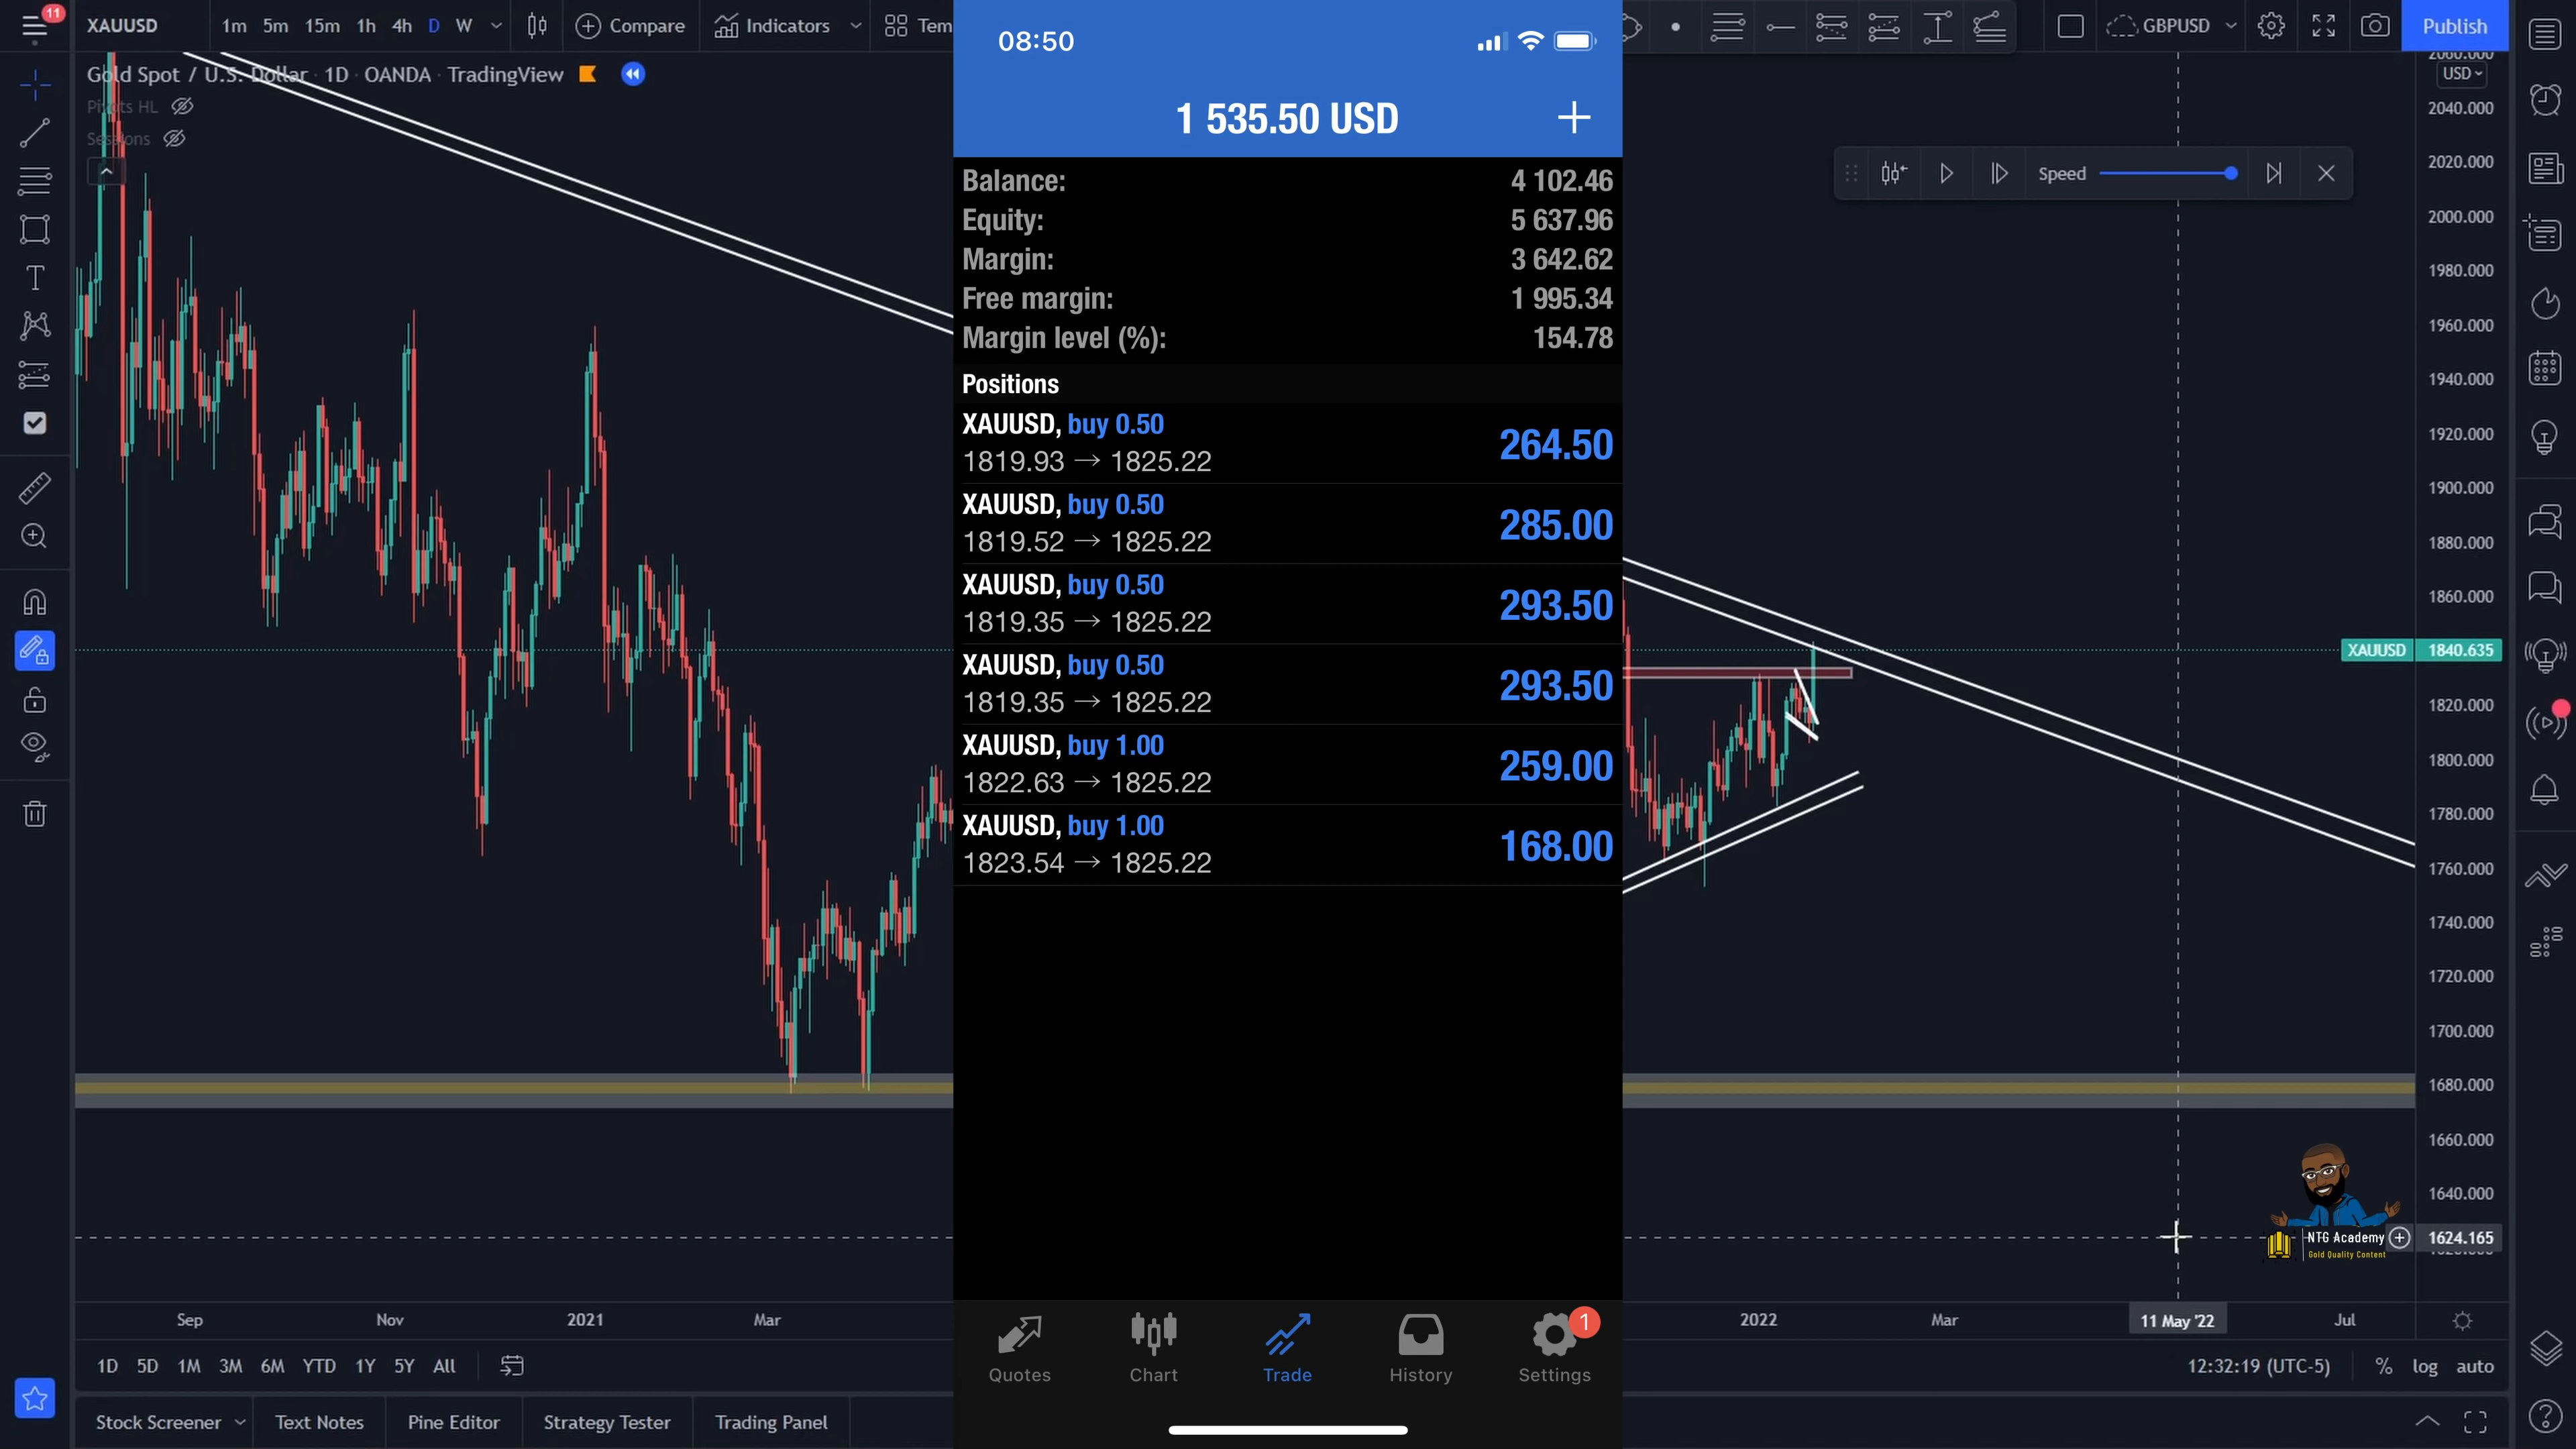 11
XAUUSD 1m 5m 15m 1h 4h D W Compare Indicators Tem
GBPUSD Publish
Gold Spot / U.S. Dollar · 1D · OANDA · TradingView
Pivots HL
Sessions
08:50
1 535.50 USD
Balance: 4 102.46
Equity: 5 637.96
Margin: 3 642.62
Free margin: 1 995.34
Margin level (%): 154.78
Positions
XAUUSD, buy 0.50
1819.93 → 1825.22
264.50
XAUUSD, buy 0.50
1819.52 → 1825.22
285.00
XAUUSD, buy 0.50
1819.35 → 1825.22
293.50
XAUUSD, buy 0.50
1819.35 → 1825.22
293.50
XAUUSD, buy 1.00
1822.63 → 1825.22
259.00
XAUUSD, buy 1.00
1823.54 → 1825.22
168.00
Quotes Chart Trade History Settings
1
Speed
USD
2040.000
2020.000
2000.000
1980.000
1960.000
1940.000
1920.000
1900.000
1880.000
1860.000
XAUUSD 1840.635
1820.000
1800.000
1780.000
1760.000
1740.000
1720.000
1700.000
1680.000
1660.000
1640.000
1624.165
NTG Academy
Gold Quality Content
Sep Nov 2021 Mar 2022 Mar 11 May '22 Jul
1D 5D 1M 3M 6M YTD 1Y 5Y All
12:32:19 (UTC-5) % log auto
Stock Screener Text Notes Pine Editor Strategy Tester Trading Panel